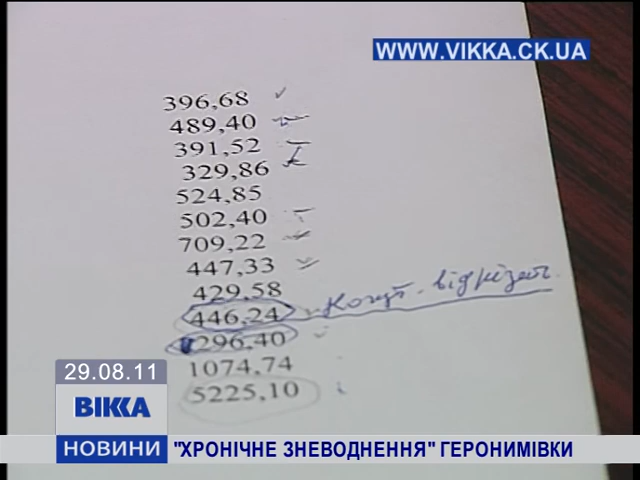 WWW.VIKKA.CK.UA
396,68
489,40
391,52
329,86
524,85
502,40
709,22
447,33
429,58
446,24
296,40
1074,74
5225,10
відрізать
29.08.11
ВІККА
НОВИНИ
"ХРОНІЧНЕ ЗНЕВОДНЕННЯ" ГЕРОНИМІВКИ